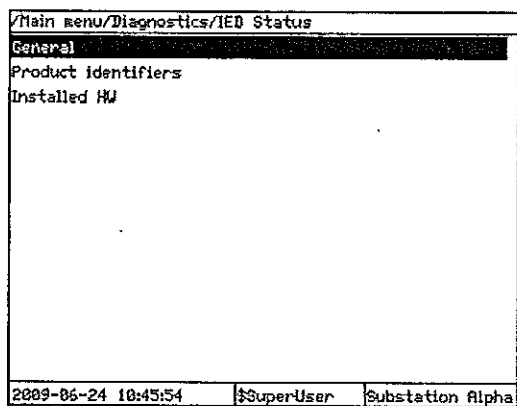 /Main menu/Diagnostics/IED Status
General
Product identifiers
Installed HW
2009-06-24 10:45:54 $SuperUser Substation Alpha